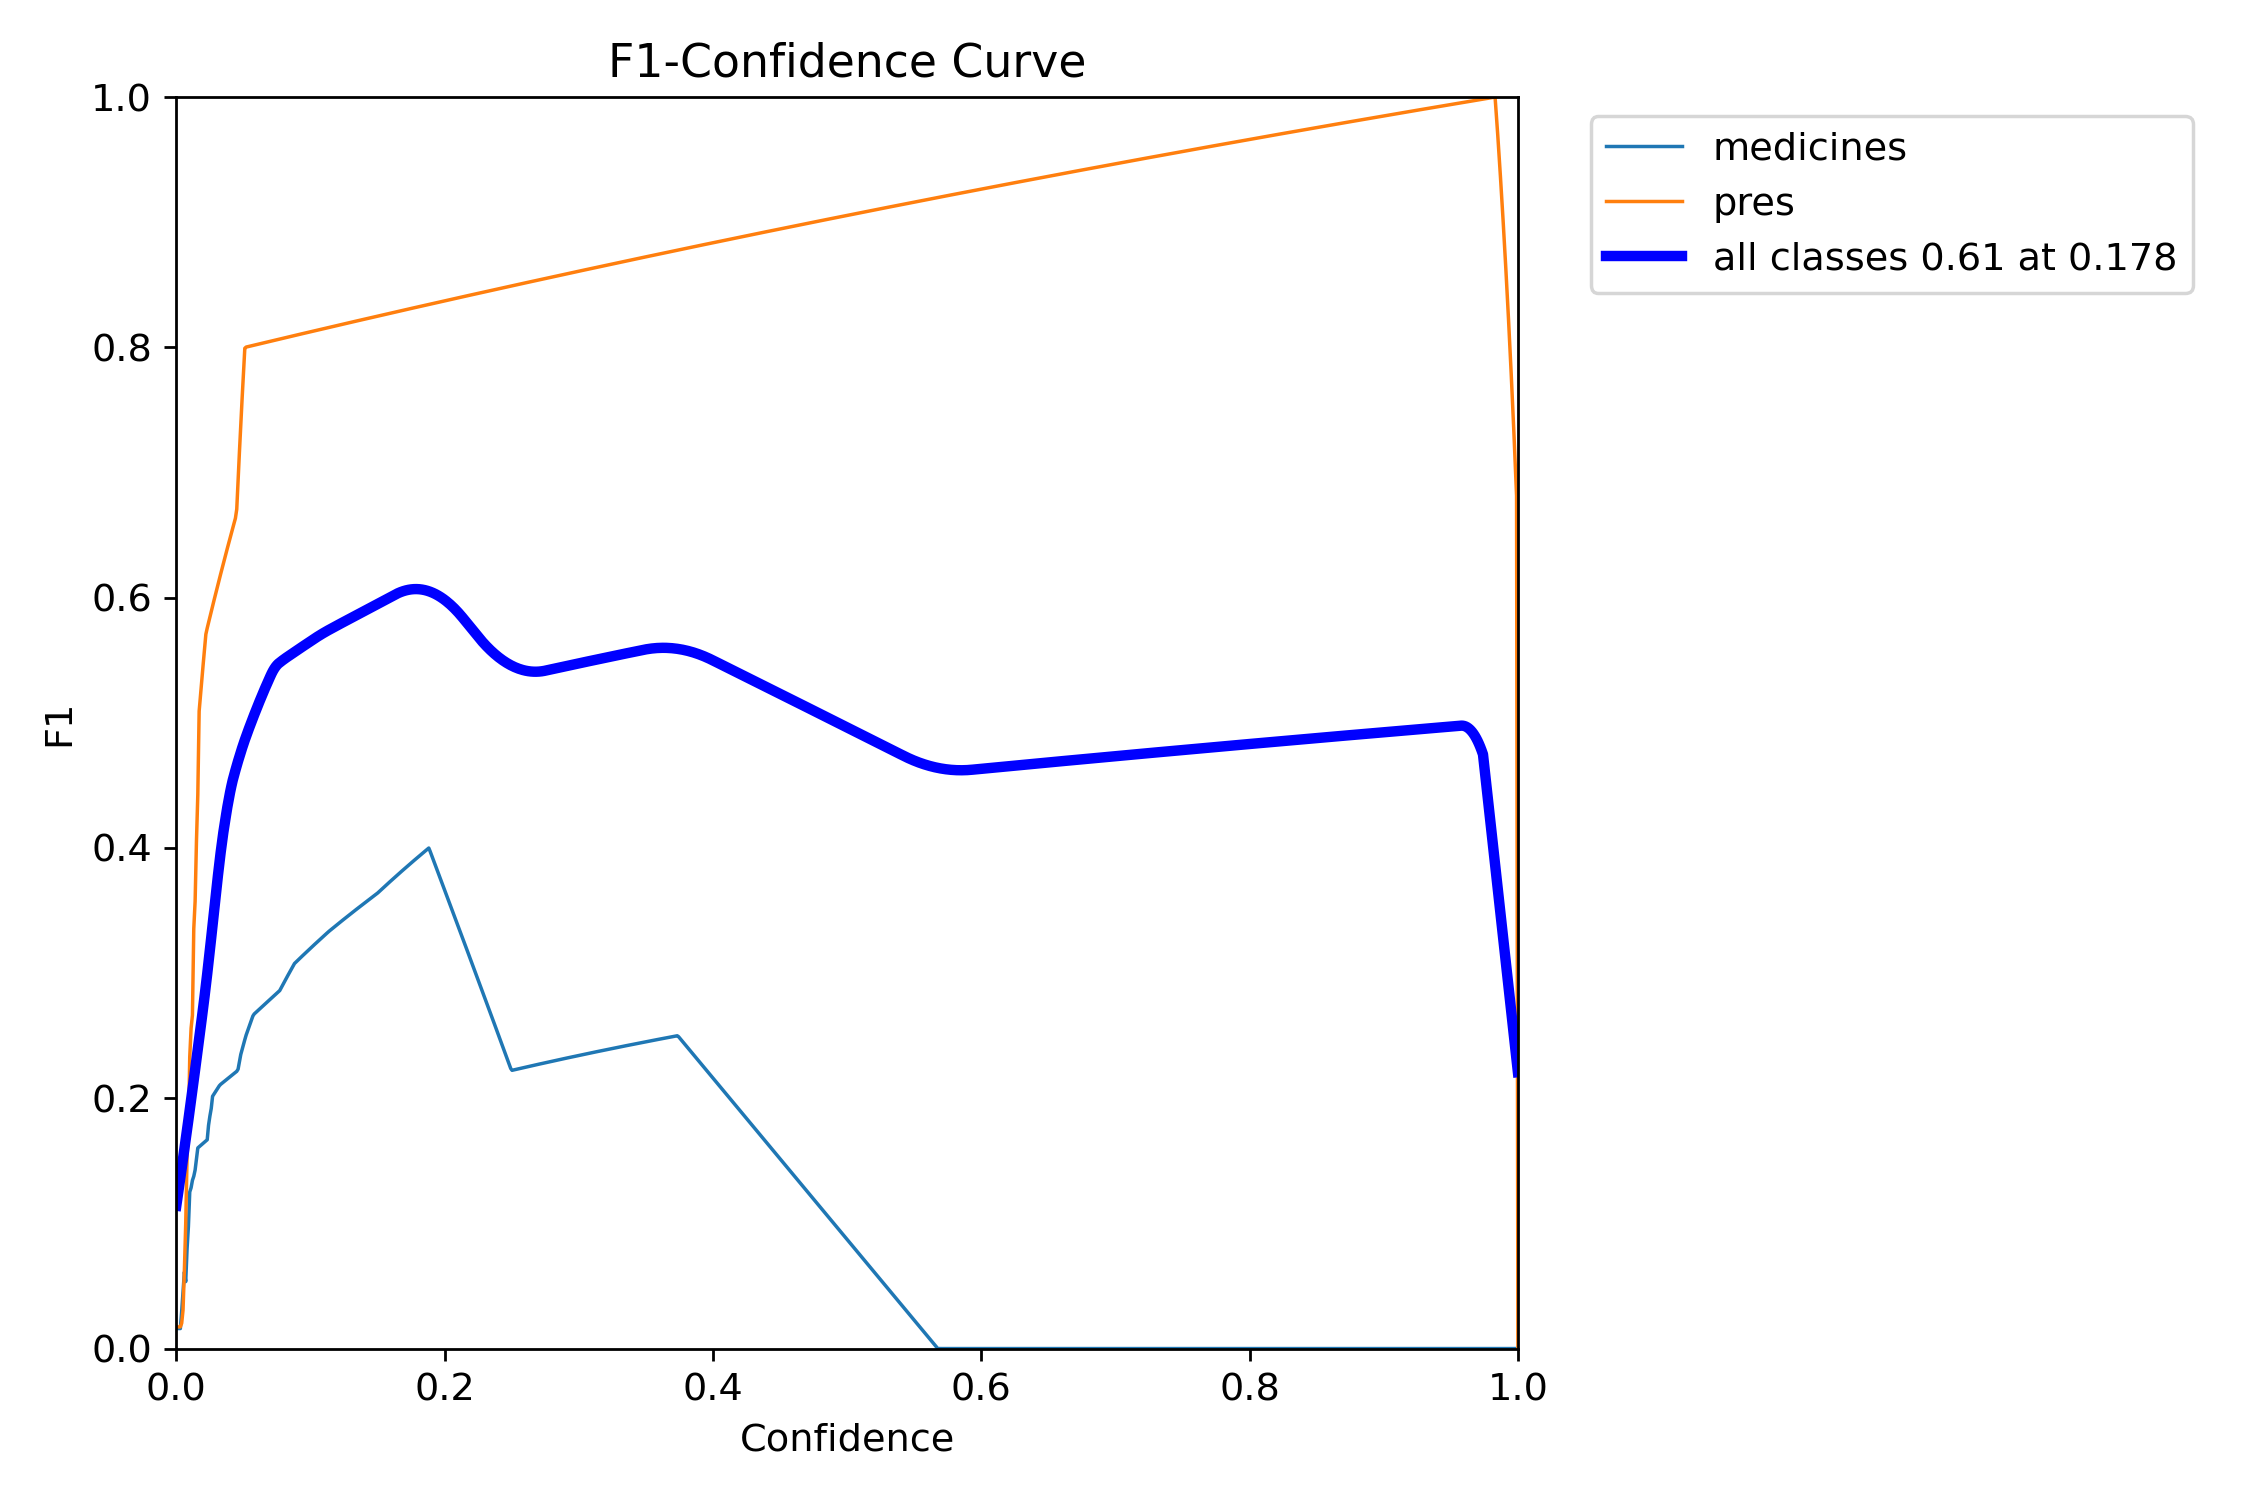 F1-Confidence Curve
1.0
0.8
0.6
0.4
0.2
0.0
F1
0.0 0.2 0.4 0.6 0.8 1.0
Confidence
medicines
pres
all classes 0.61 at 0.178